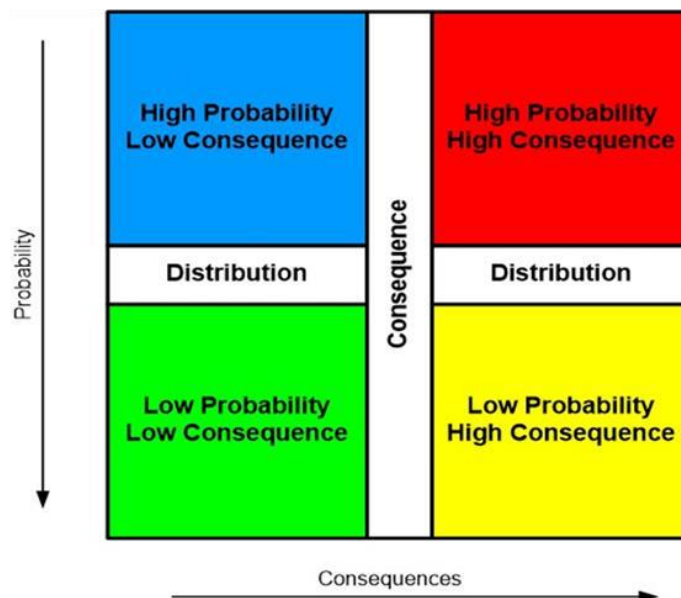 High Probability
Low Consequence
High Probability
High Consequence
Probability
Distribution
Consequence
Distribution
Low Probability
Low Consequence
Low Probability
High Consequence
Consequences